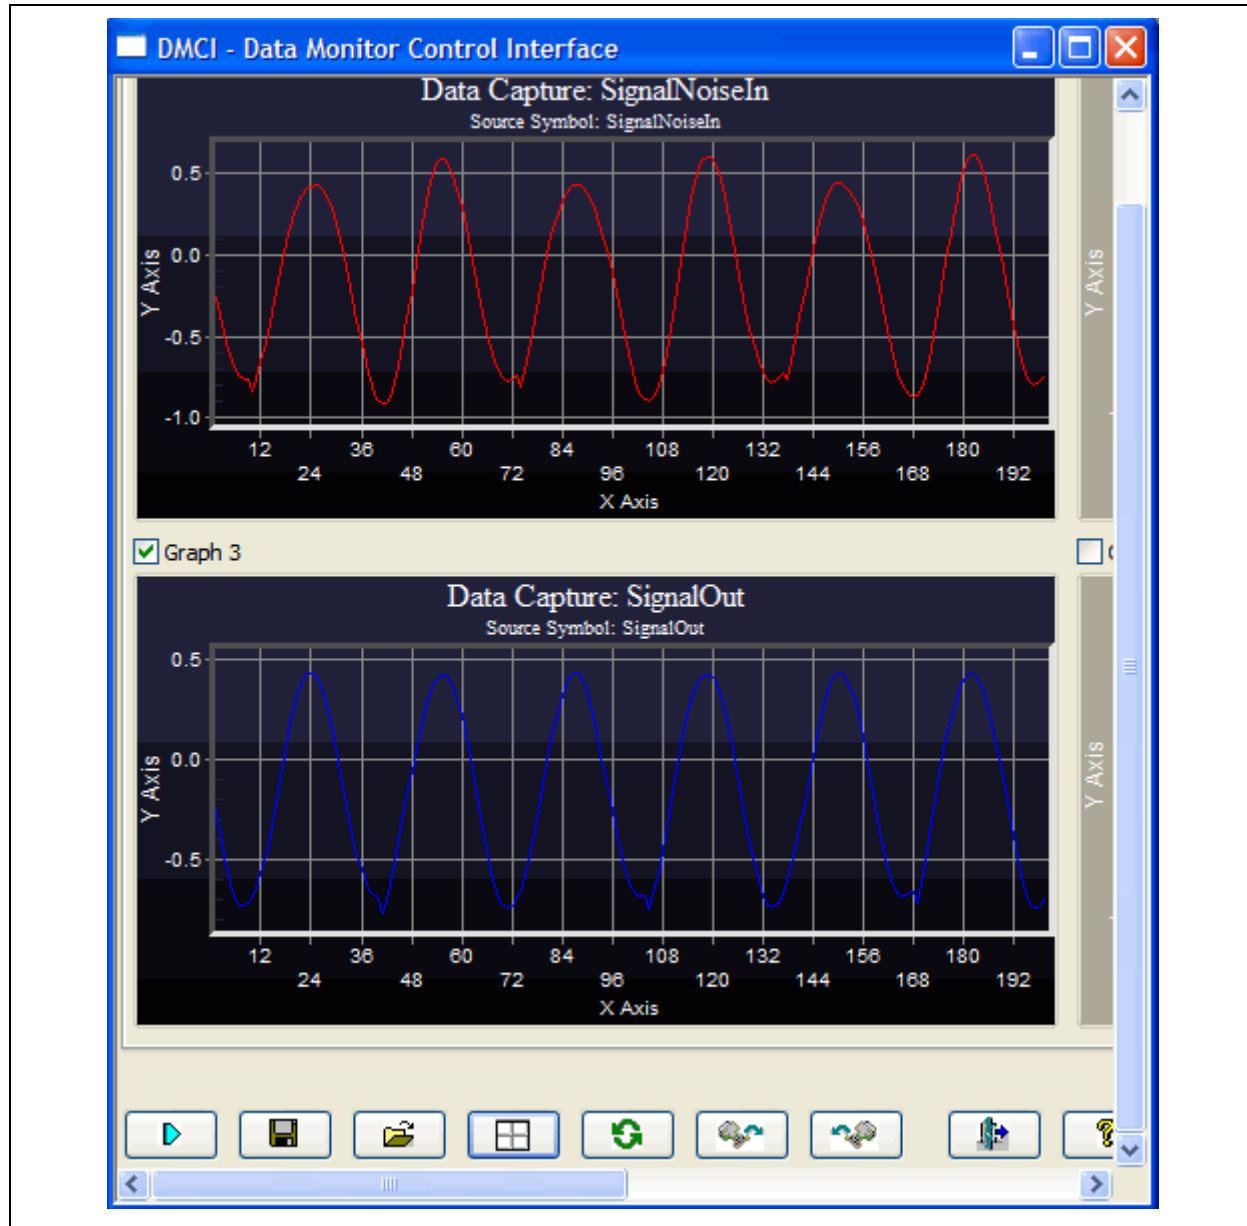 DMCI - Data Monitor Control Interface
Data Capture: SignalNoiseIn
Source Symbol: SignalNoiseIn
0.5
0.0
-0.5
-1.0
Y Axis
12 36 60 84 108 132 156 180
24 48 72 96 120 144 168 192
X Axis
Y Axis
Graph 3
Data Capture: SignalOut
Source Symbol: SignalOut
0.5
0.0
-0.5
Y Axis
12 36 60 84 108 132 156 180
24 48 72 96 120 144 168 192
X Axis
Y Axis